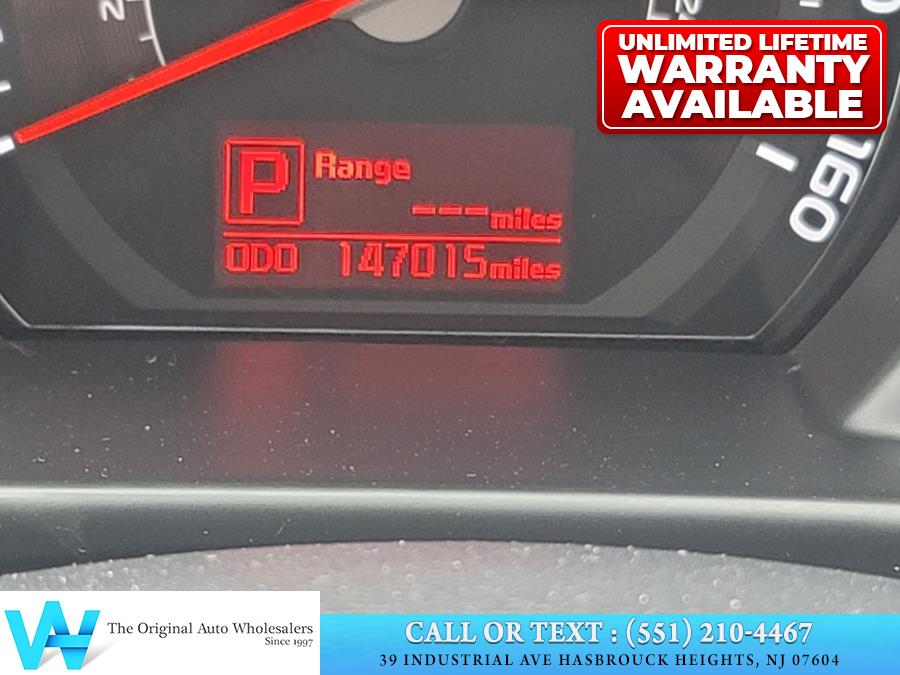 UNLIMITED LIFETIME
WARRANTY
AVAILABLE
160
P
Range
---miles
ODO 147015miles
The Original Auto Wholesalers
Since 1997
CALL OR TEXT : (551) 210-4467
39 INDUSTRIAL AVE HASBROUCK HEIGHTS, NJ 07604